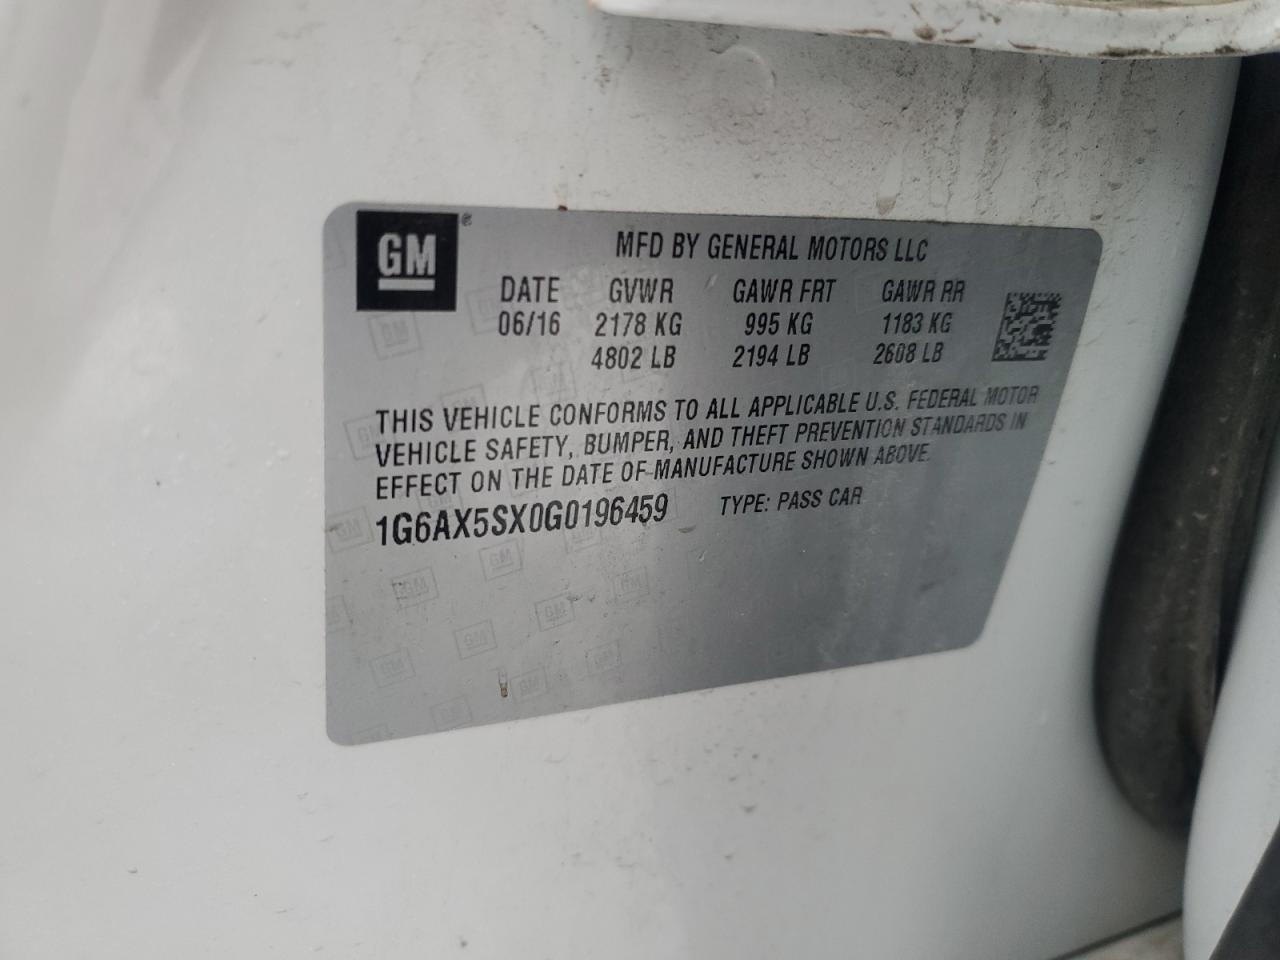 GM®
MFD BY GENERAL MOTORS LLC
DATE GVWR GAWR FRT GAWR RR
06/16 2178 KG 995 KG 1183 KG
4802 LB 2194 LB 2608 LB
THIS VEHICLE CONFORMS TO ALL APPLICABLE U.S. FEDERAL MOTOR
VEHICLE SAFETY, BUMPER, AND THEFT PREVENTION STANDARDS IN
EFFECT ON THE DATE OF MANUFACTURE SHOWN ABOVE.
1G6AX5SX0G0196459 TYPE: PASS CAR